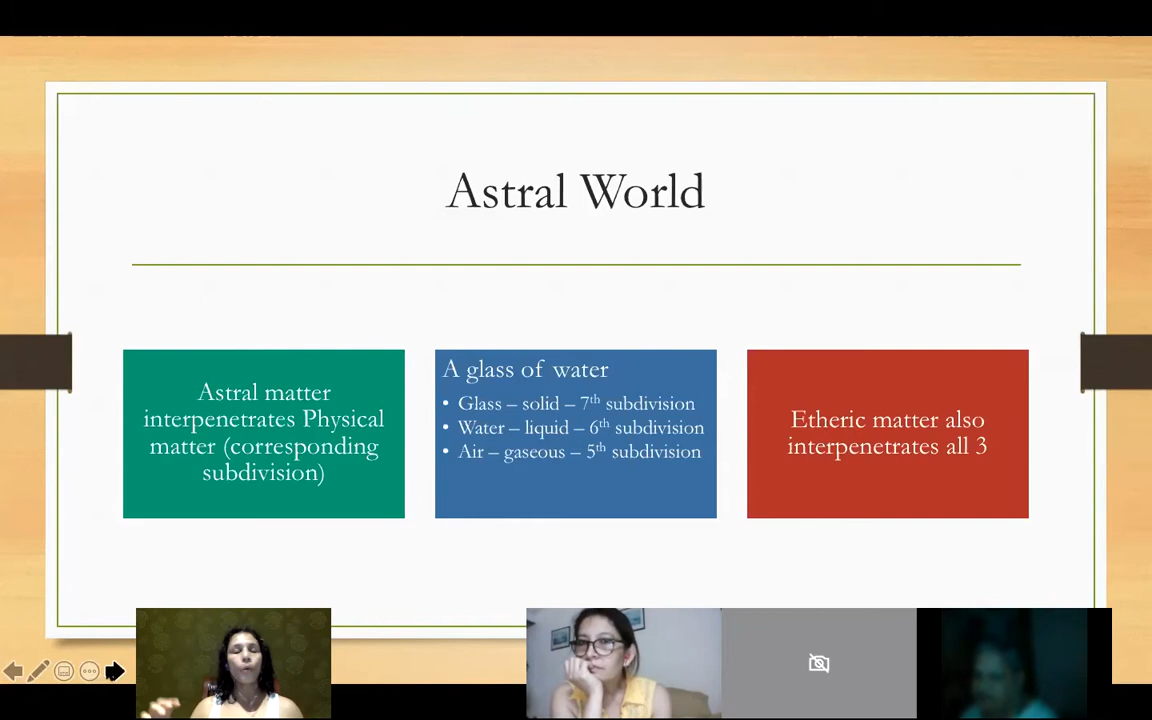 Astral World
Astral matter
interpenetrates Physical
matter (corresponding
subdivision)
A glass of water
• Glass – solid – 7th subdivision
• Water – liquid – 6th subdivision
• Air – gaseous – 5th subdivision
Etheric matter also
interpenetrates all 3